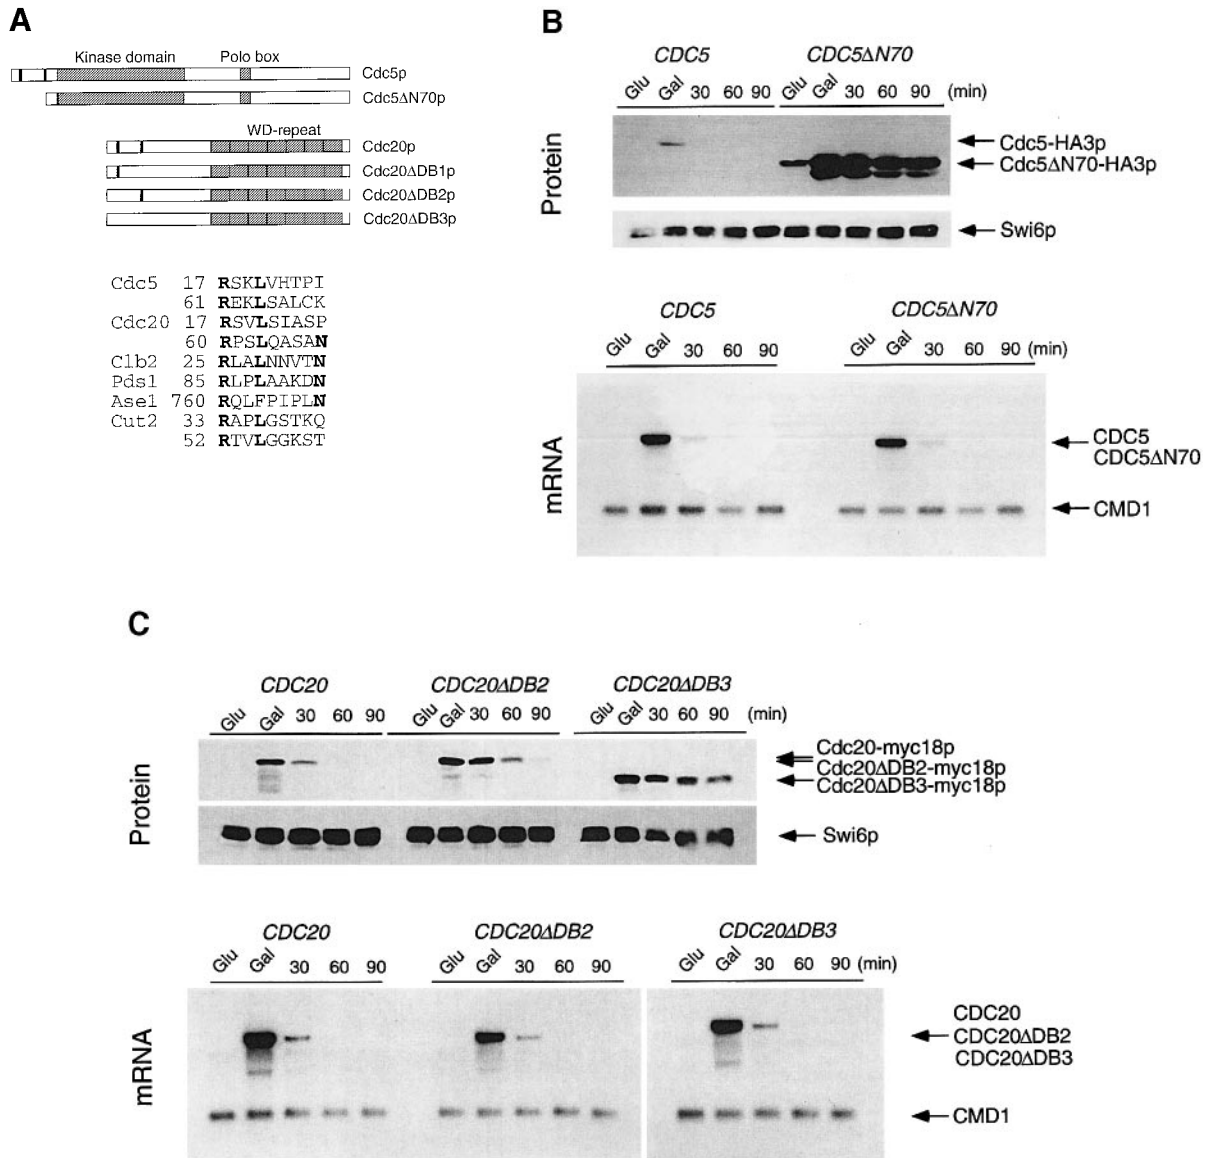 A
Kinase domain Polo box
Cdc5p
Cdc5ΔN70p
WD-repeat
Cdc20p
Cdc20ΔDB1p
Cdc20ΔDB2p
Cdc20ΔDB3p
Cdc5 17 RSKLVHTPI
61 REKLSALCK
Cdc20 17 RSVLSIASP
60 RPSLQASAN
Clb2 25 RLALNNVTN
Pds1 85 RLPLAAKDN
Ase1 760 RQLFPIPLN
Cut2 33 RAPLGSTKQ
52 RTVLGGKST
B
CDC5 CDC5ΔN70
Glu Gal 30 60 90 Glu Gal 30 60 90 (min)
Protein
Cdc5-HA3p
Cdc5ΔN70-HA3p
Swi6p
CDC5 CDC5ΔN70
Glu Gal 30 60 90 Glu Gal 30 60 90 (min)
mRNA
CDC5
CDC5ΔN70
CMD1
C
CDC20 CDC20ΔDB2 CDC20ΔDB3
Glu Gal 30 60 90 Glu Gal 30 60 90 Glu Gal 30 60 90 (min)
Protein
Cdc20-myc18p
Cdc20ΔDB2-myc18p
Cdc20ΔDB3-myc18p
Swi6p
CDC20 CDC20ΔDB2 CDC20ΔDB3
Glu Gal 30 60 90 Glu Gal 30 60 90 Glu Gal 30 60 90 (min)
mRNA
CDC20
CDC20ΔDB2
CDC20ΔDB3
CMD1